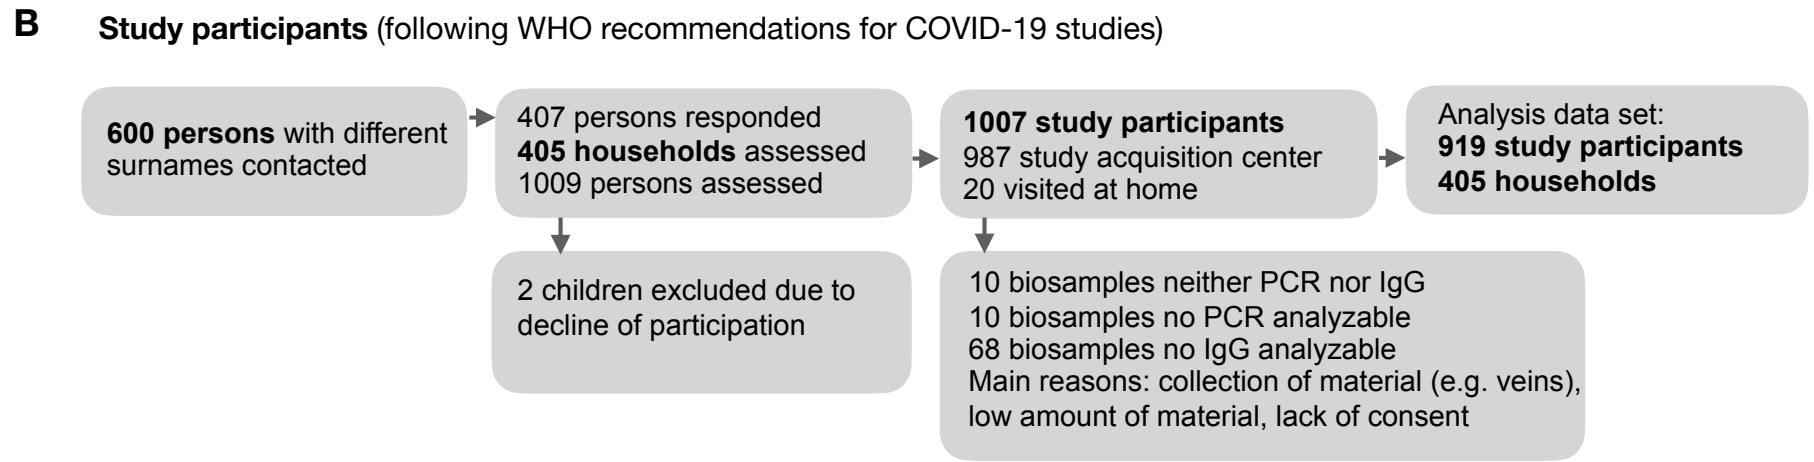 B
Study participants (following WHO recommendations for COVID-19 studies)
600 persons with different
surnames contacted
407 persons responded
405 households assessed
1009 persons assessed
1007 study participants
987 study acquisition center
20 visited at home
Analysis data set:
919 study participants
405 households
2 children excluded due to
decline of participation
10 biosamples neither PCR nor IgG
10 biosamples no PCR analyzable
68 biosamples no IgG analyzable
Main reasons: collection of material (e.g. veins),
low amount of material, lack of consent